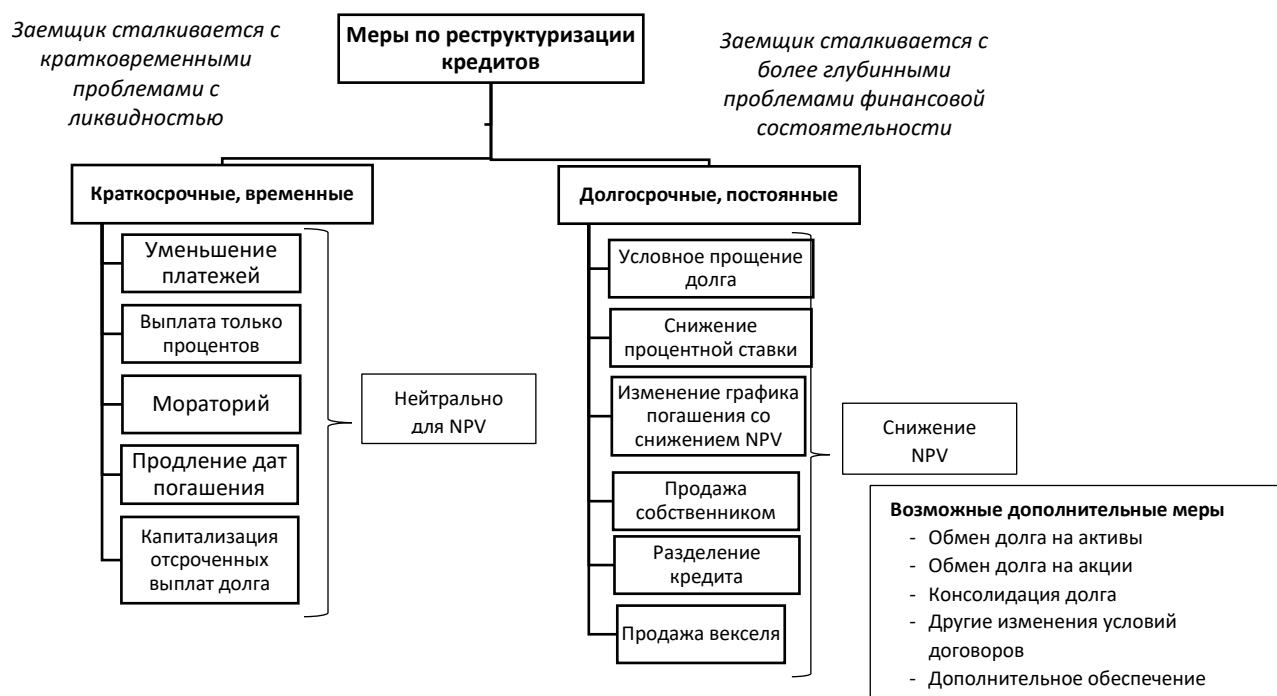 Заемщик сталкивается с
кратковременными
проблемами с
ликвидностью
Меры по реструктуризации
кредитов
Заемщик сталкивается с
более глубинными
проблемами финансовой
состоятельности
Краткосрочные, временные
Уменьшение
платежей
Выплата только
процентов
Мораторий
Продление дат
погашения
Капитализация
отсроченных
выплат долга
Нейтрально
для NPV
Долгосрочные, постоянные
Условное прощение
долга
Снижение
процентной ставки
Изменение графика
погашения со
снижением NPV
Продажа
собственником
Разделение
кредита
Продажа векселя
Снижение
NPV
Возможные дополнительные меры
- Обмен долга на активы
- Обмен долга на акции
- Консолидация долга
- Другие изменения условий
договоров
- Дополнительное обеспечение